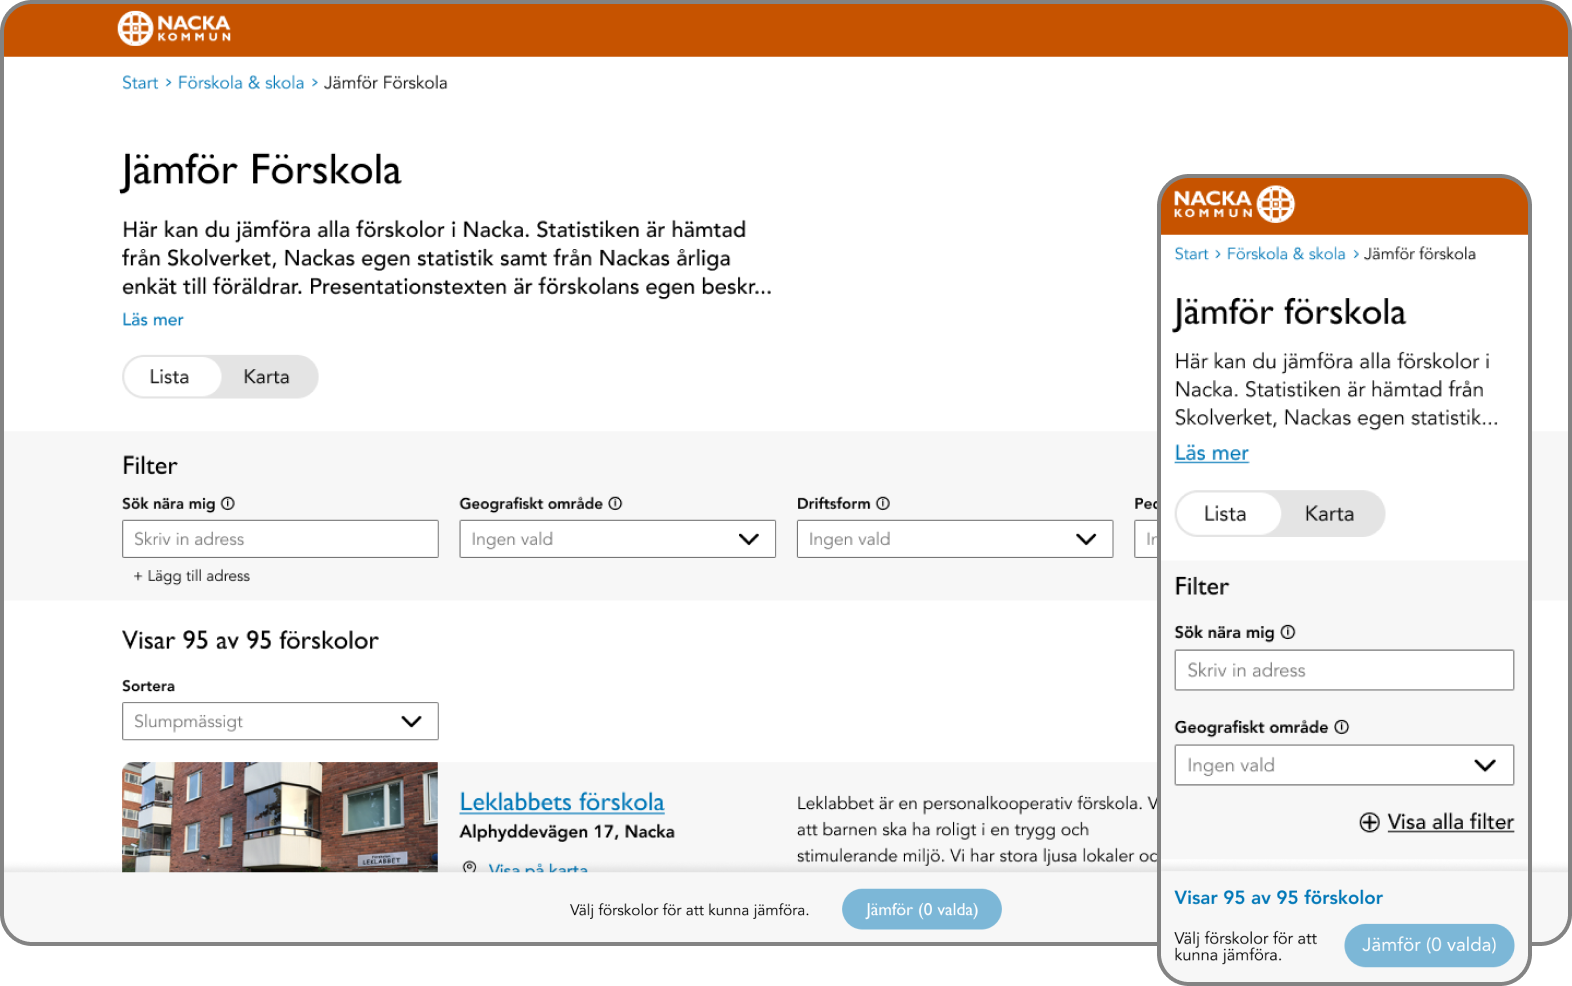 NACKA
KOMMUN
Start > Förskola & skola > Jämför Förskola
Jämför Förskola
Här kan du jämföra alla förskolor i Nacka. Statistiken är hämtad
från Skolverket, Nackas egen statistik samt från Nackas årliga
enkät till föräldrar. Presentationstexten är förskolans egen beskr...
Läs mer
Lista Karta
Filter
Sök nära mig
Geografiskt område
Driftsform
Skriv in adress
Ingen vald
Ingen vald
+ Lägg till adress
Visar 95 av 95 förskolor
Sortera
Slumpmässigt
LEKLABBET
Leklabbets förskola
Alphyddevägen 17, Nacka
Visa på karta
Leklabbet är en personalkooperativ förskola. V
att barnen ska ha roligt i en trygg och
stimulerande miljö. Vi har stora ljusa lokaler oc
Välj förskolor för att kunna jämföra.
Jämför (0 valda)
NACKA
KOMMUN
Start > Förskola & skola > Jämför förskola
Jämför förskola
Här kan du jämföra alla förskolor i
Nacka. Statistiken är hämtad från
Skolverket, Nackas egen statistik...
Läs mer
Lista Karta
Filter
Sök nära mig
Skriv in adress
Geografiskt område
Ingen vald
Visa alla filter
Visar 95 av 95 förskolor
Välj förskolor för att
kunna jämföra.
Jämför (0 valda)